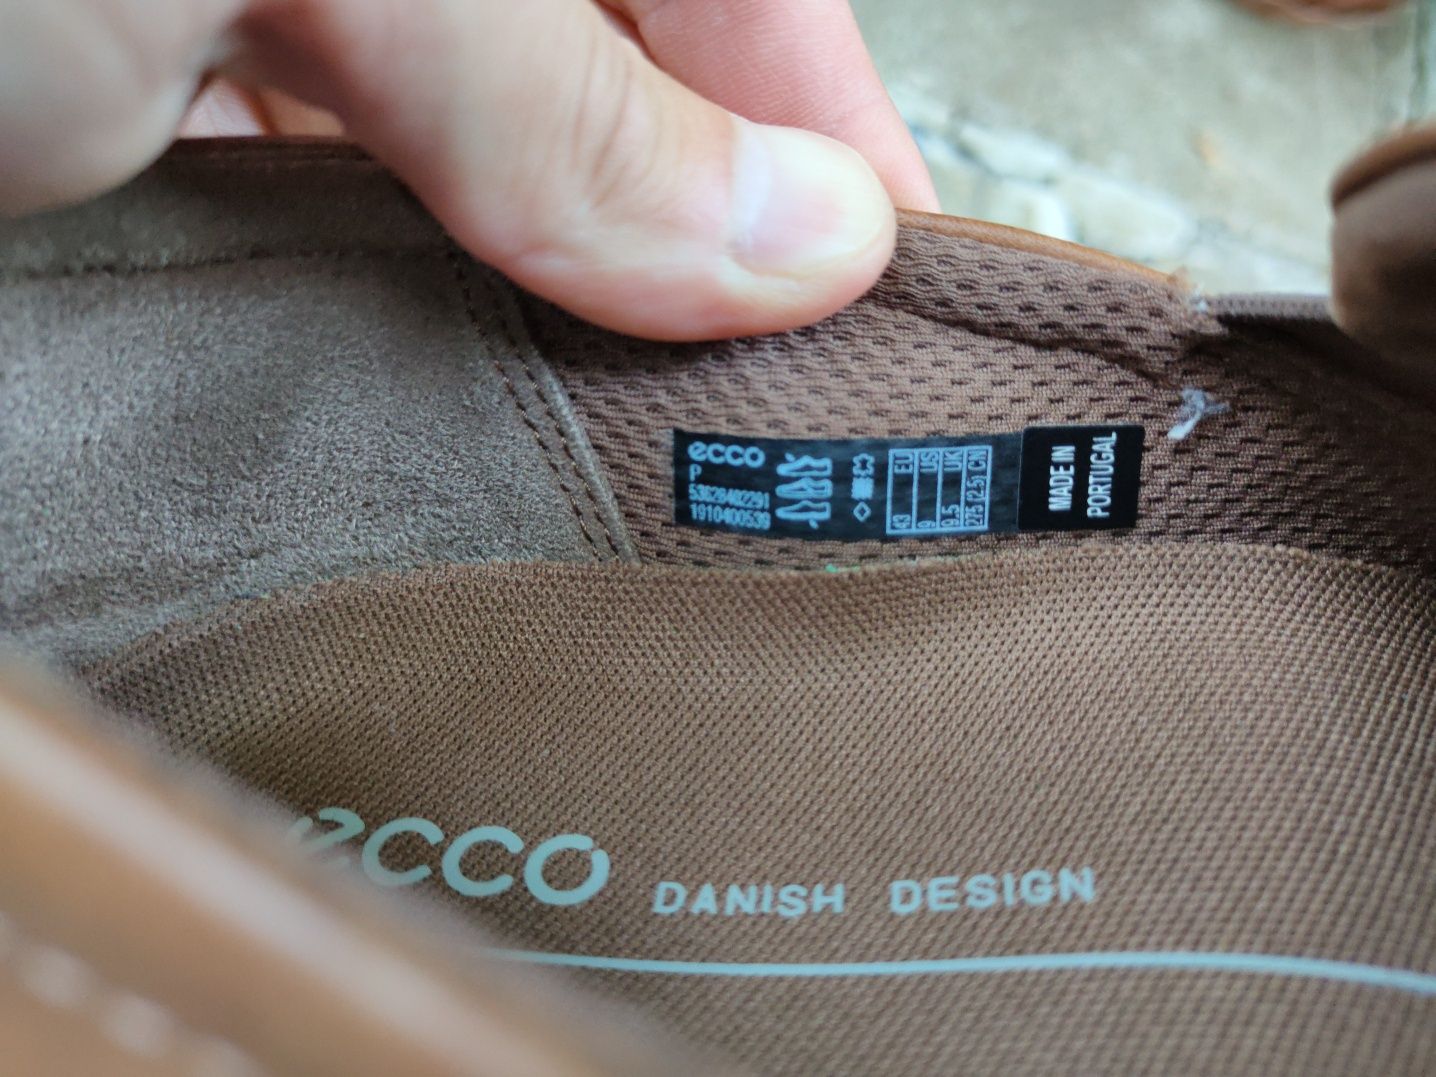 ecco
P
53628402291
1910400539
EU
43
US
9
UK
9.5
CN
275 (2.5)
MADE IN
PORTUGAL
ecco DANISH DESIGN